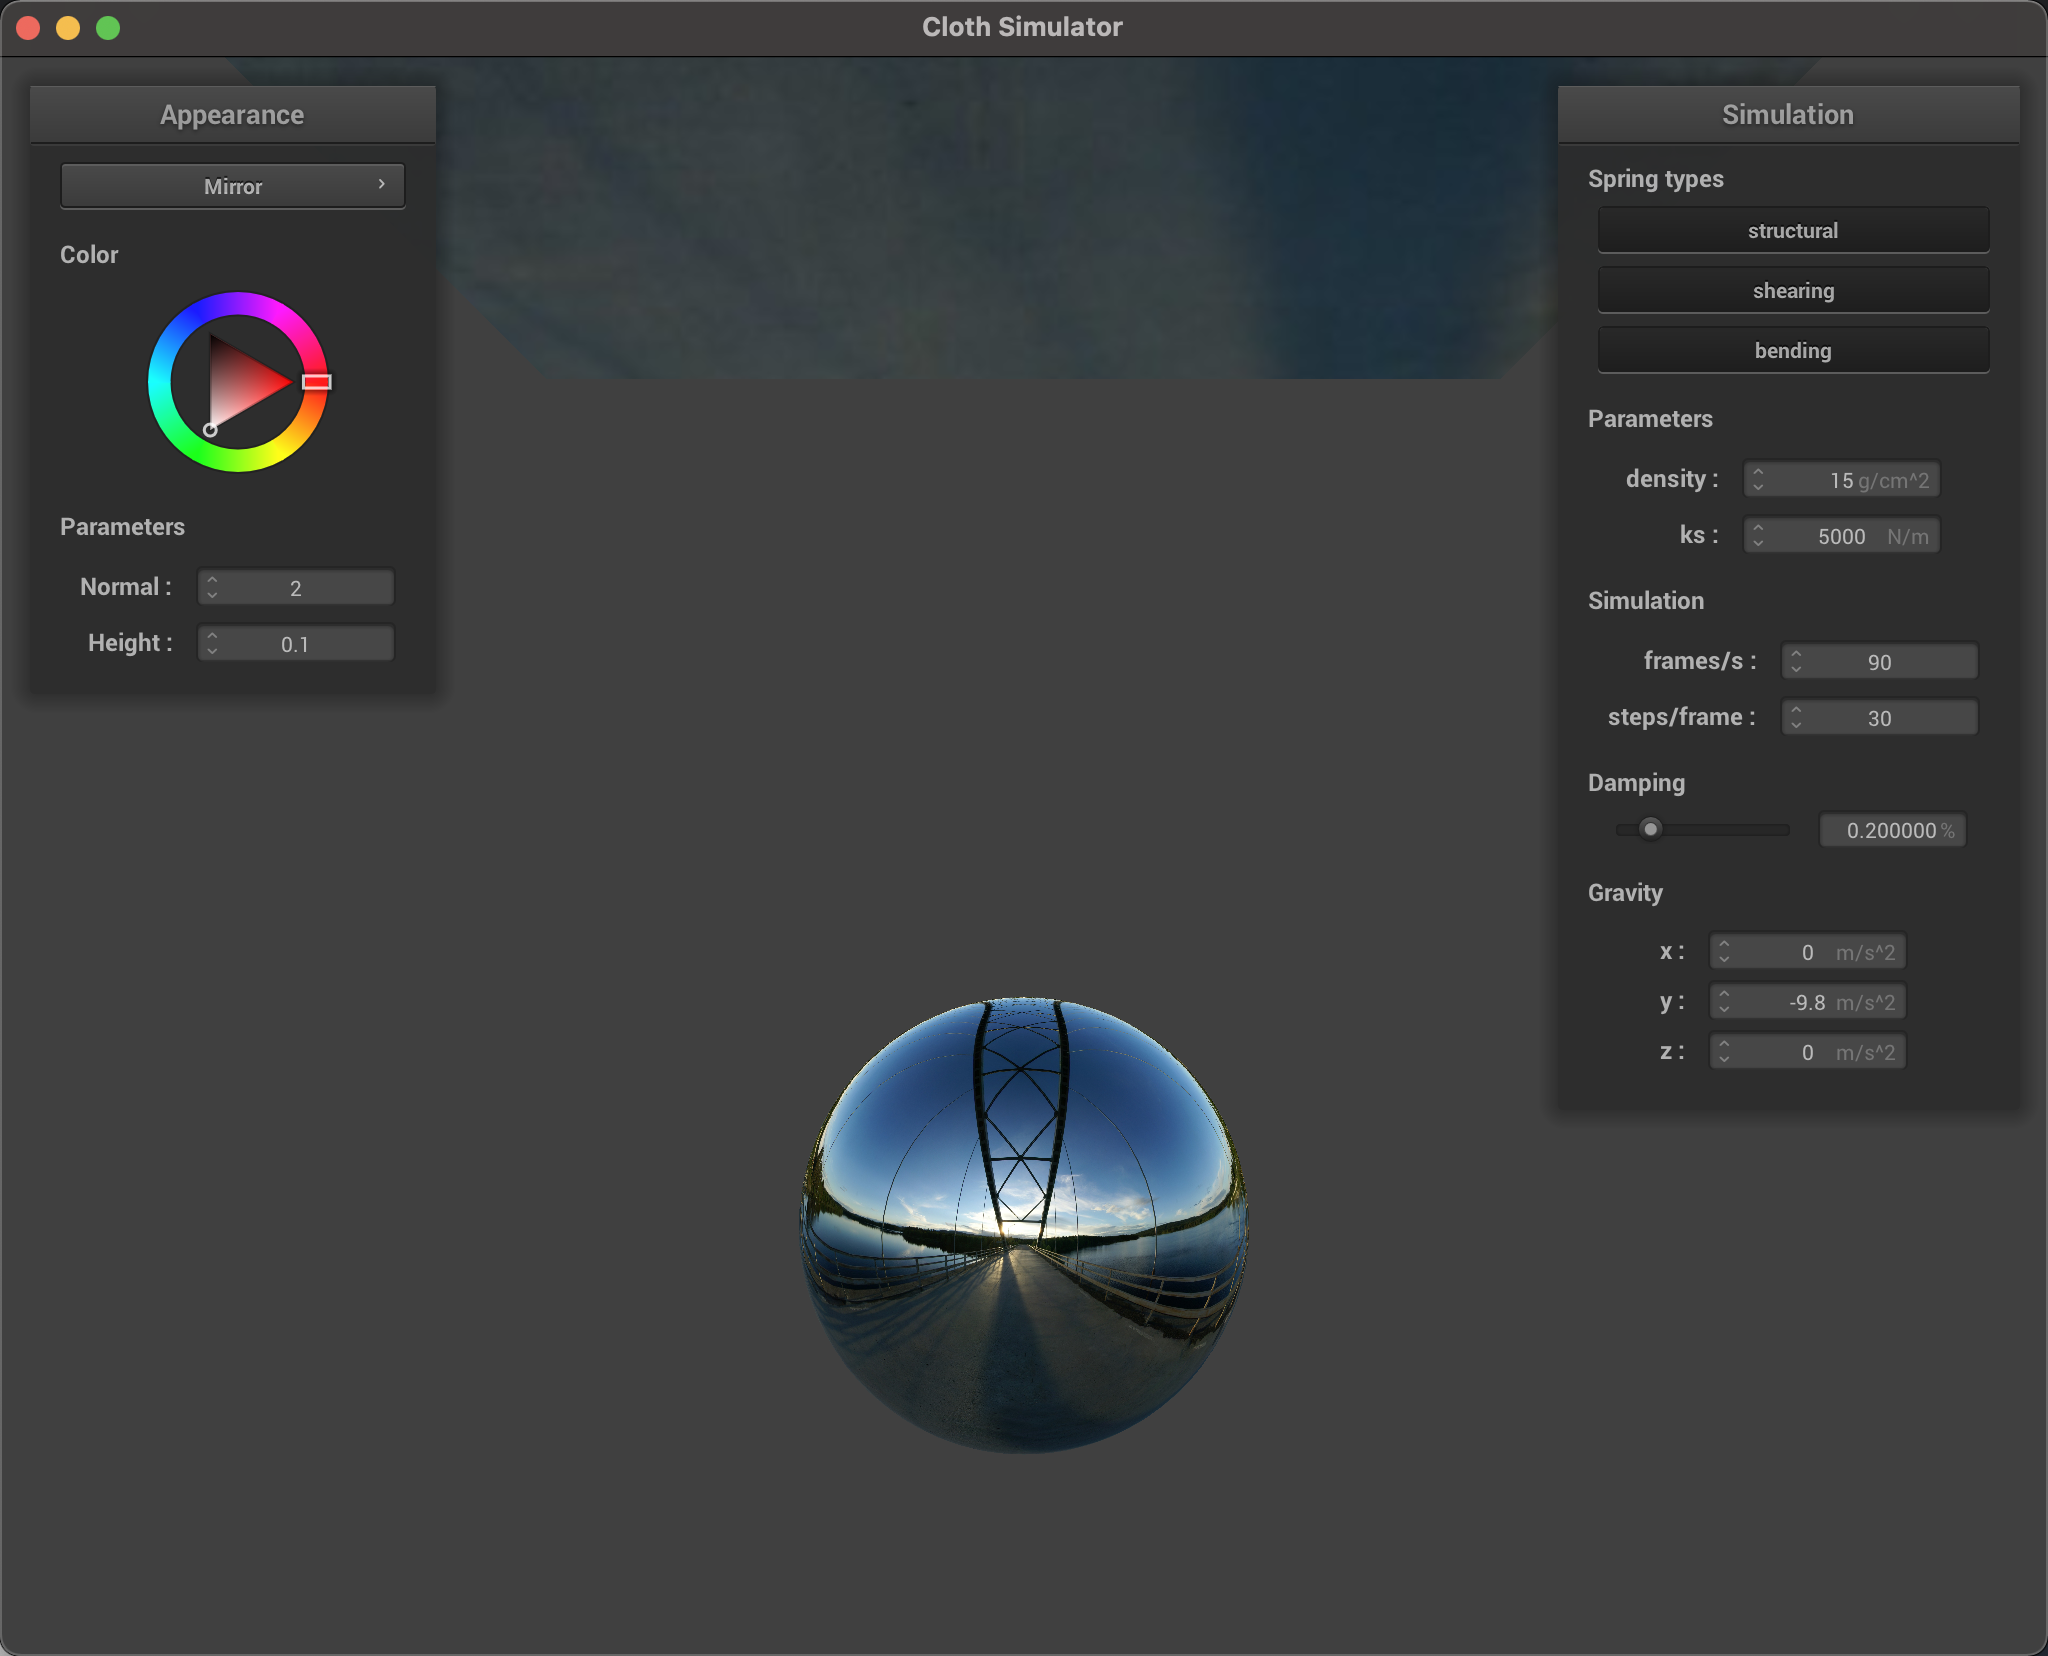 Cloth Simulator
Appearance
Mirror
Color
Parameters
Normal : 2
Height : 0.1
Simulation
Spring types
structural
shearing
bending
Parameters
density : 15 g/cm^2
ks : 5000 N/m
Simulation
frames/s : 90
steps/frame : 30
Damping
0.200000 %
Gravity
x : 0 m/s^2
y : -9.8 m/s^2
z : 0 m/s^2